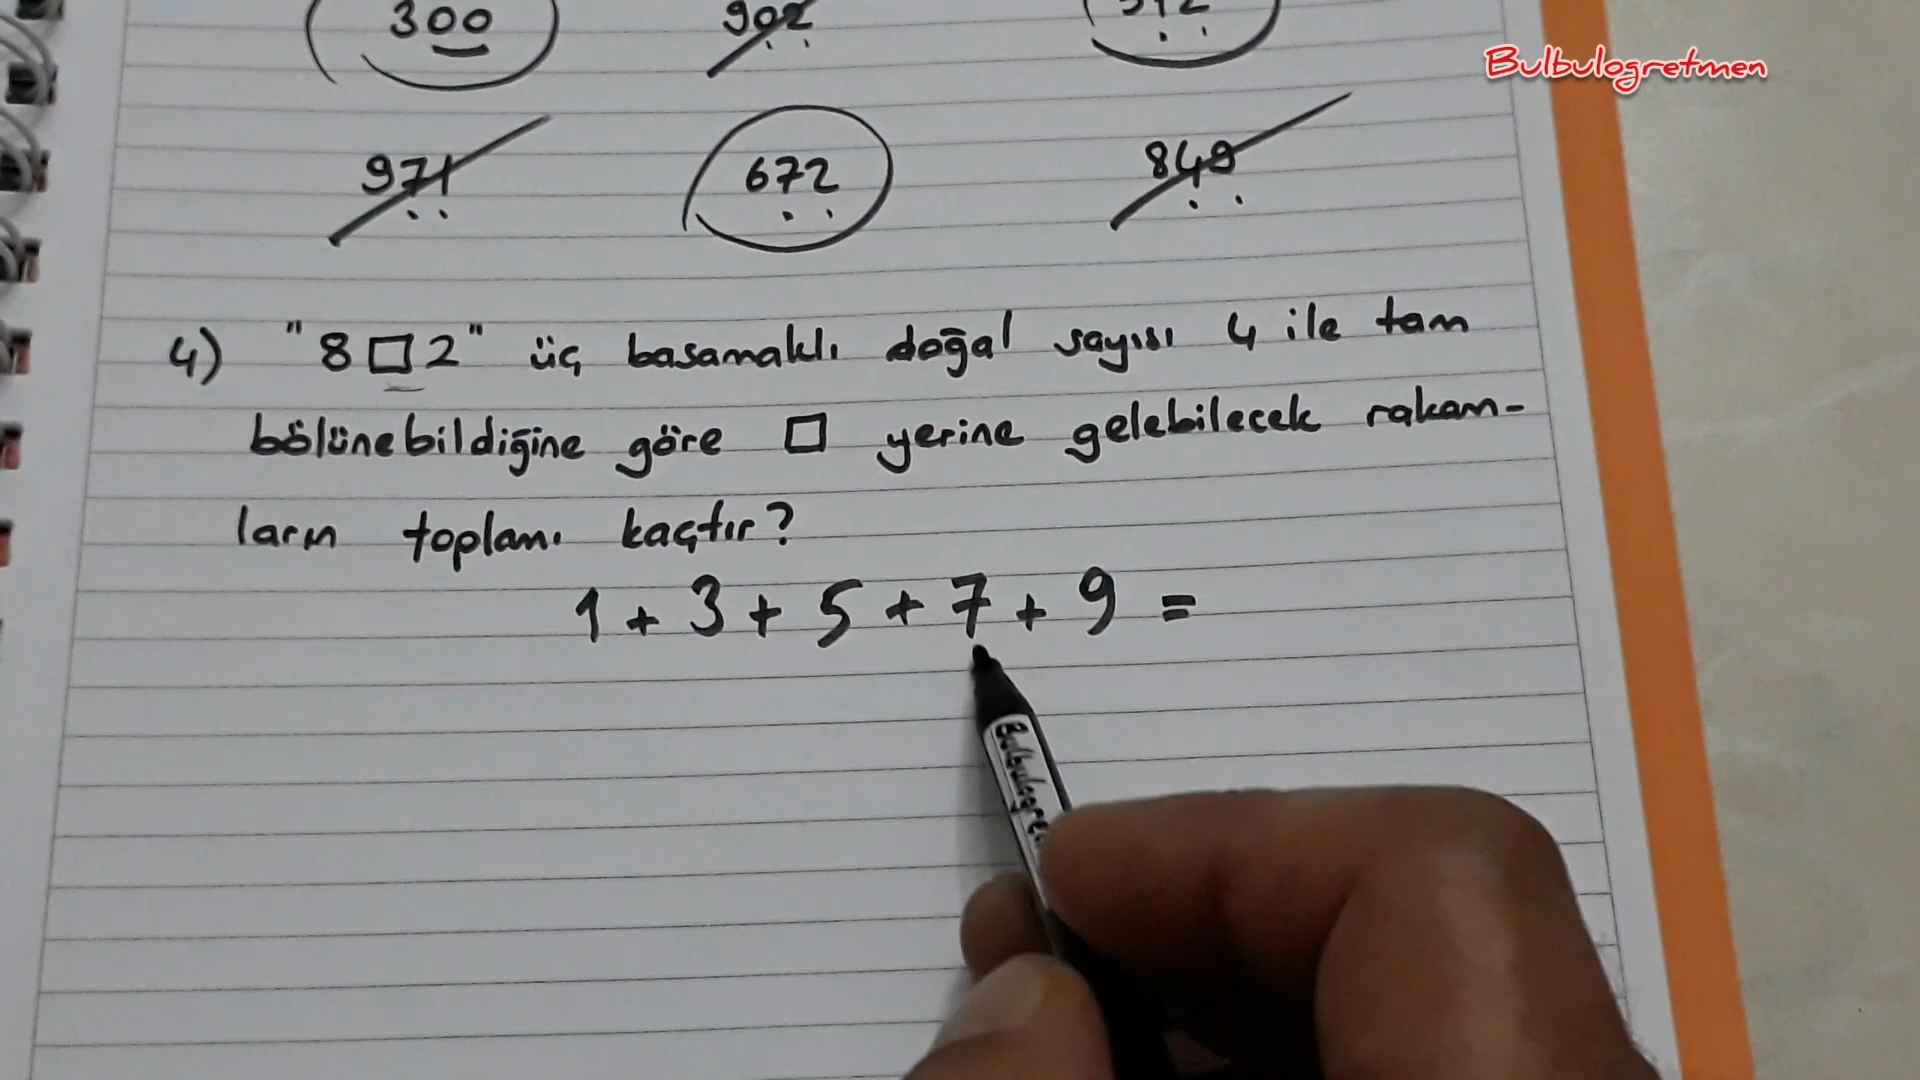 300 902
Bulbulogretmen
971 672 849
4) "8□2" üç basamaklı doğal sayısı 4 ile tam
bölünebildiğine göre □ yerine gelebilecek rakam-
ların toplamı kaçtır?
1 + 3 + 5 + 7 + 9 =